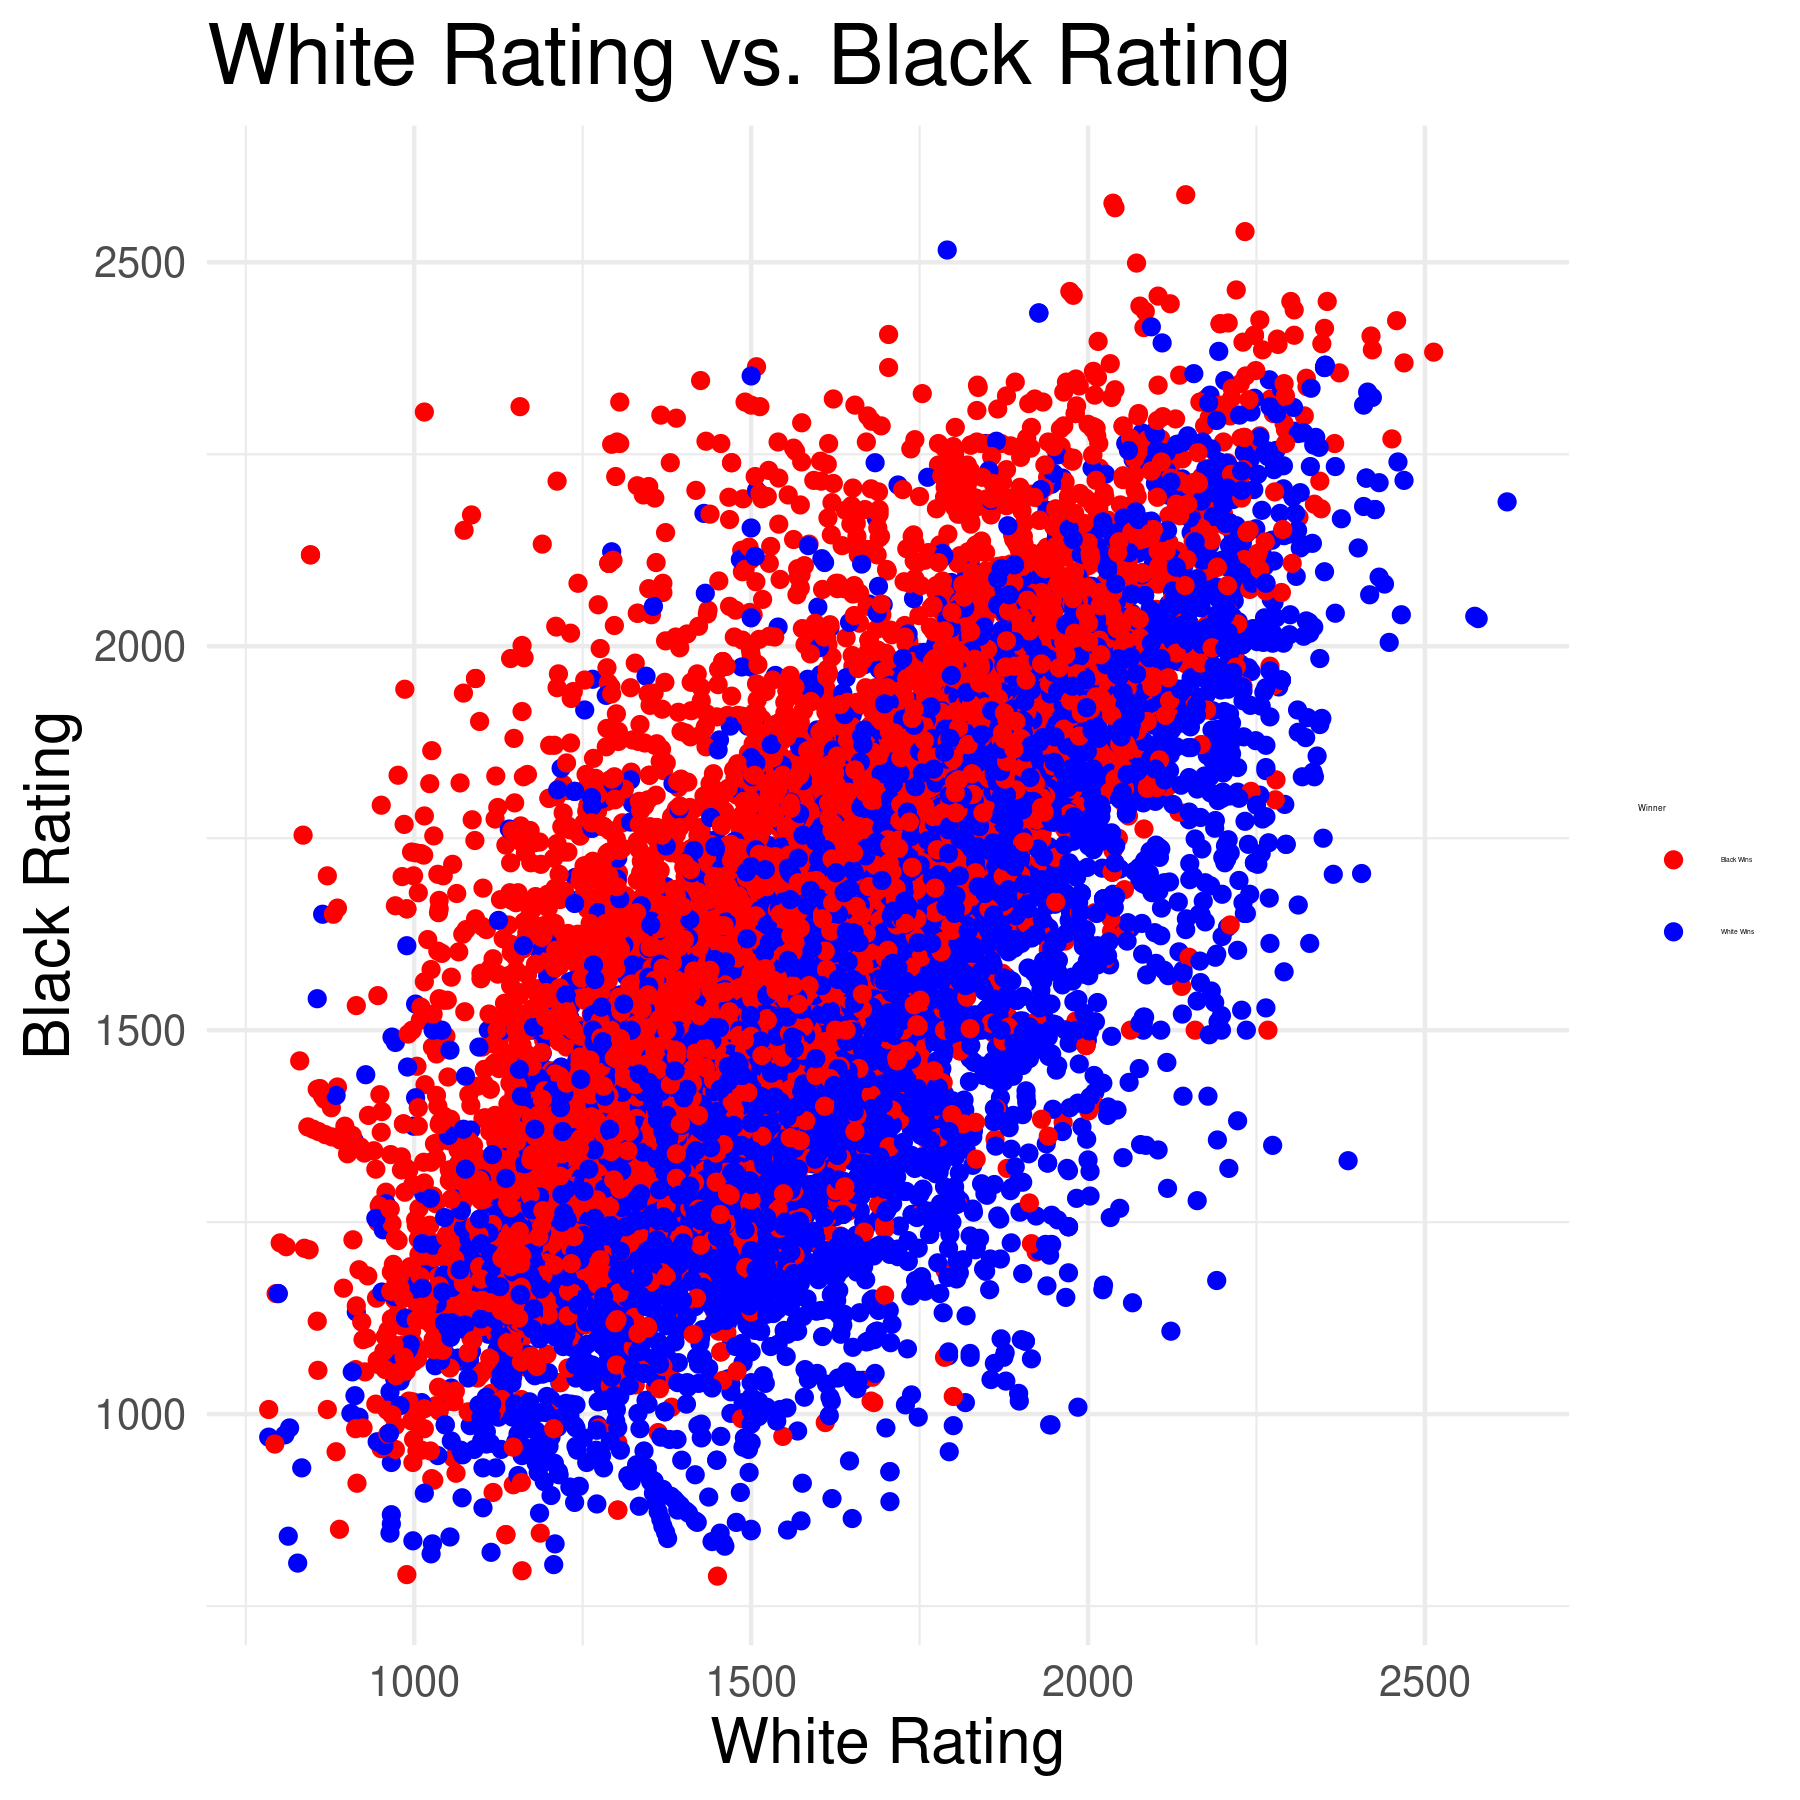 White Rating vs. Black Rating
Black Rating
2500
2000
1500
1000
1000
1500
2000
2500
White Rating
Winner
Black Wins
White Wins